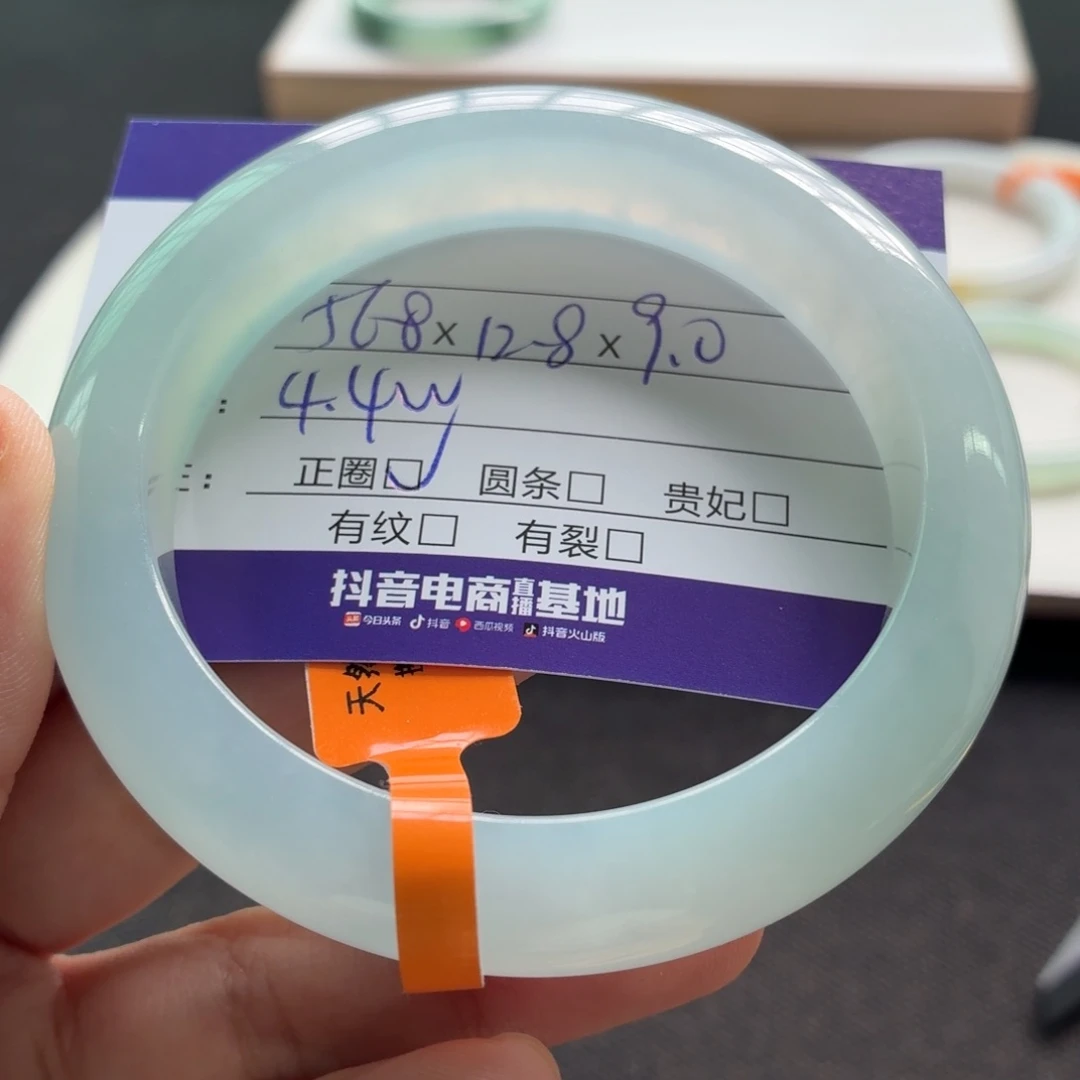 56.8 × 12.8 × 9.0
: 4.4w
: 正圈□ 圆条□ 贵妃□
有纹□ 有裂□
抖音电商直播基地
今日头条 抖音 西瓜视频 抖音火山版
天